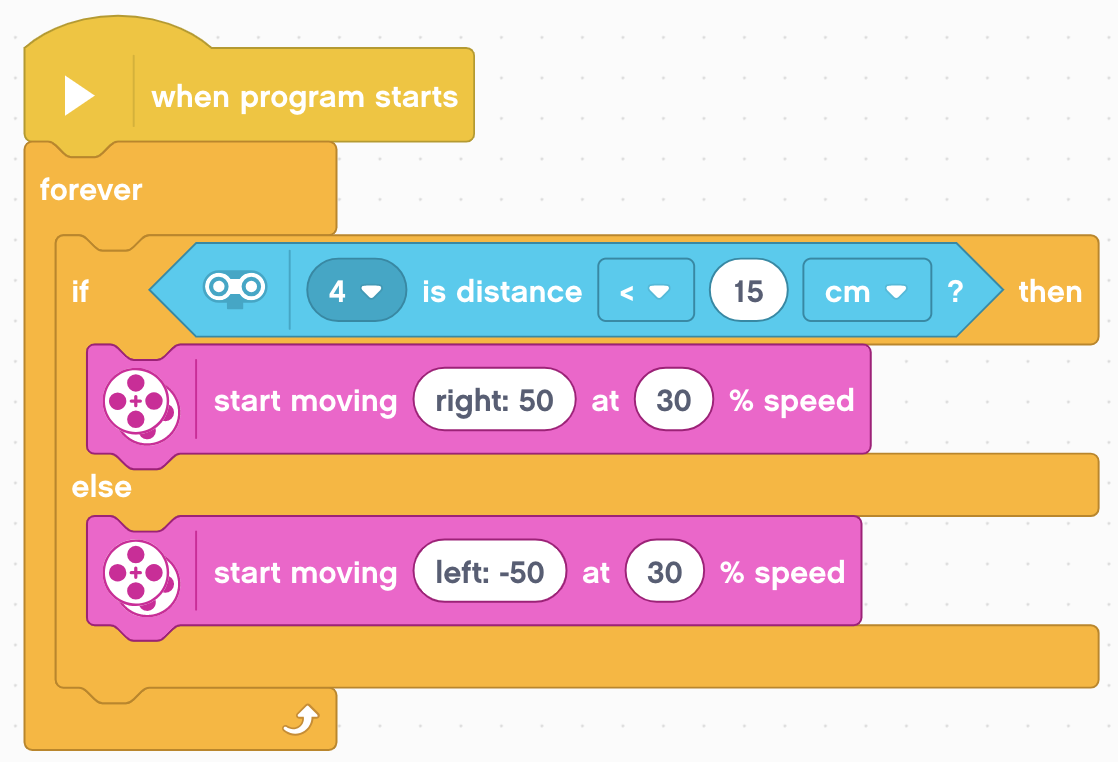 when program starts
forever
if 4 is distance < 15 cm ? then
start moving right: 50 at 30 % speed
else
start moving left: -50 at 30 % speed